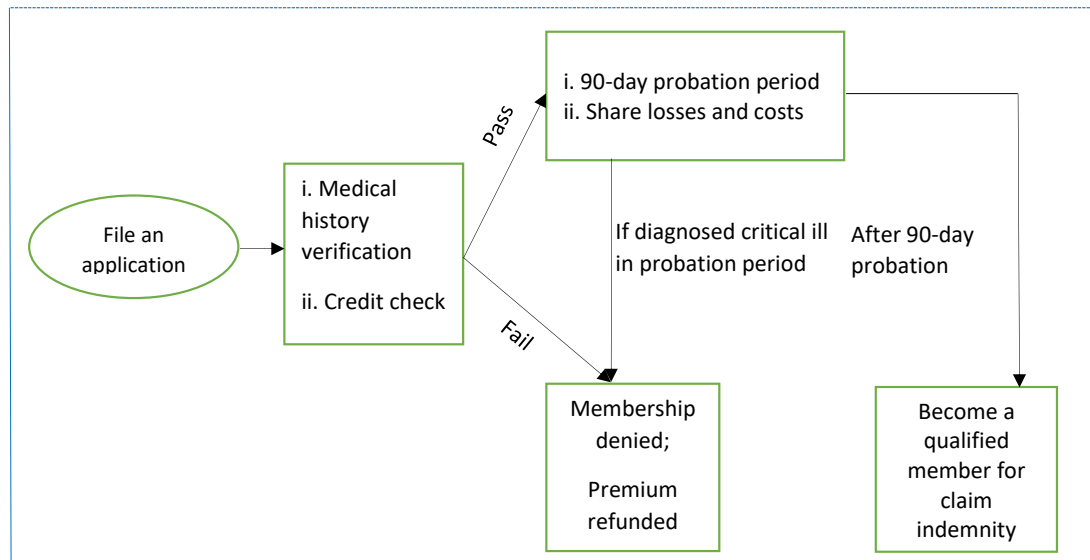 File an
application
i. Medical
history
verification
ii. Credit check
Pass
Fail
i. 90-day probation period
ii. Share losses and costs
If diagnosed critical ill
in probation period
After 90-day
probation
Membership
denied;
Premium
refunded
Become a
qualified
member for
claim
indemnity